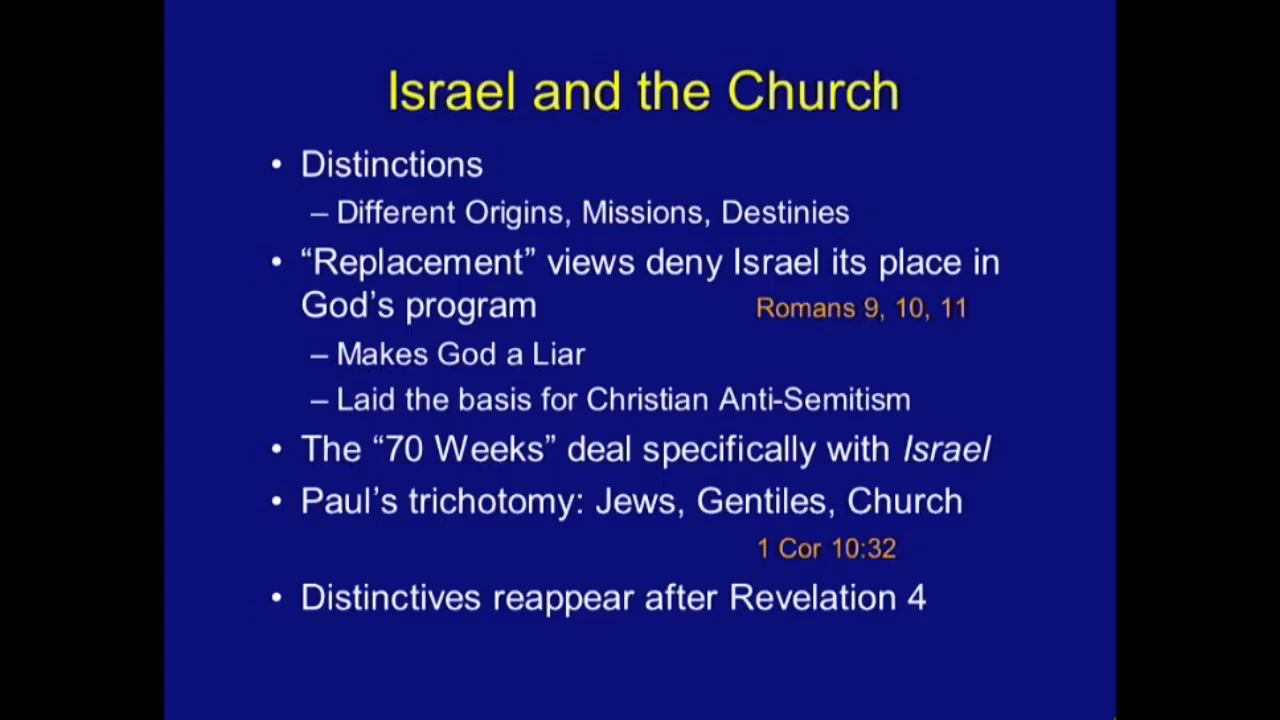 Israel and the Church
• Distinctions
– Different Origins, Missions, Destinies
• “Replacement” views deny Israel its place in
God’s program Romans 9, 10, 11
– Makes God a Liar
– Laid the basis for Christian Anti-Semitism
• The “70 Weeks” deal specifically with Israel
• Paul’s trichotomy: Jews, Gentiles, Church
1 Cor 10:32
• Distinctives reappear after Revelation 4